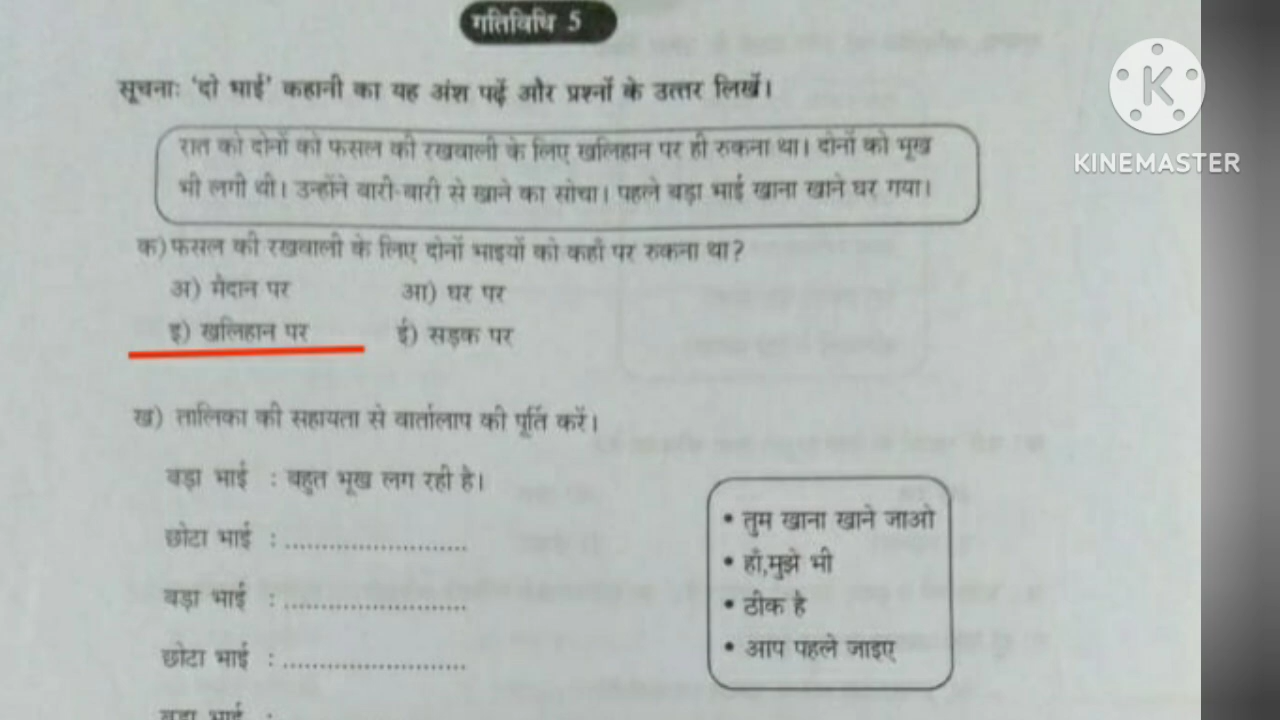 गतिविधि 5
सूचनाः 'दो भाई' कहानी का यह अंश पढ़ें और प्रश्नों के उत्तर लिखें।
रात को दोनों को फसल की रखवाली के लिए खलिहान पर ही रुकना था। दोनों को भूख
भी लगी थी। उन्होंने बारी-बारी से खाने का सोचा। पहले बड़ा भाई खाना खाने घर गया।
क) फसल की रखवाली के लिए दोनों भाइयों को कहाँ पर रुकना था?
अ) मैदान पर आ) घर पर
इ) खलिहान पर ई) सड़क पर
ख) तालिका की सहायता से वार्तालाप की पूर्ति करें।
बड़ा भाई : बहुत भूख लग रही है।
छोटा भाई : ..........................
बड़ा भाई : ..........................
छोटा भाई : ..........................
बड़ा भाई :
• तुम खाना खाने जाओ
• हाँ,मुझे भी
• ठीक है
• आप पहले जाइए
K
KINEMASTER